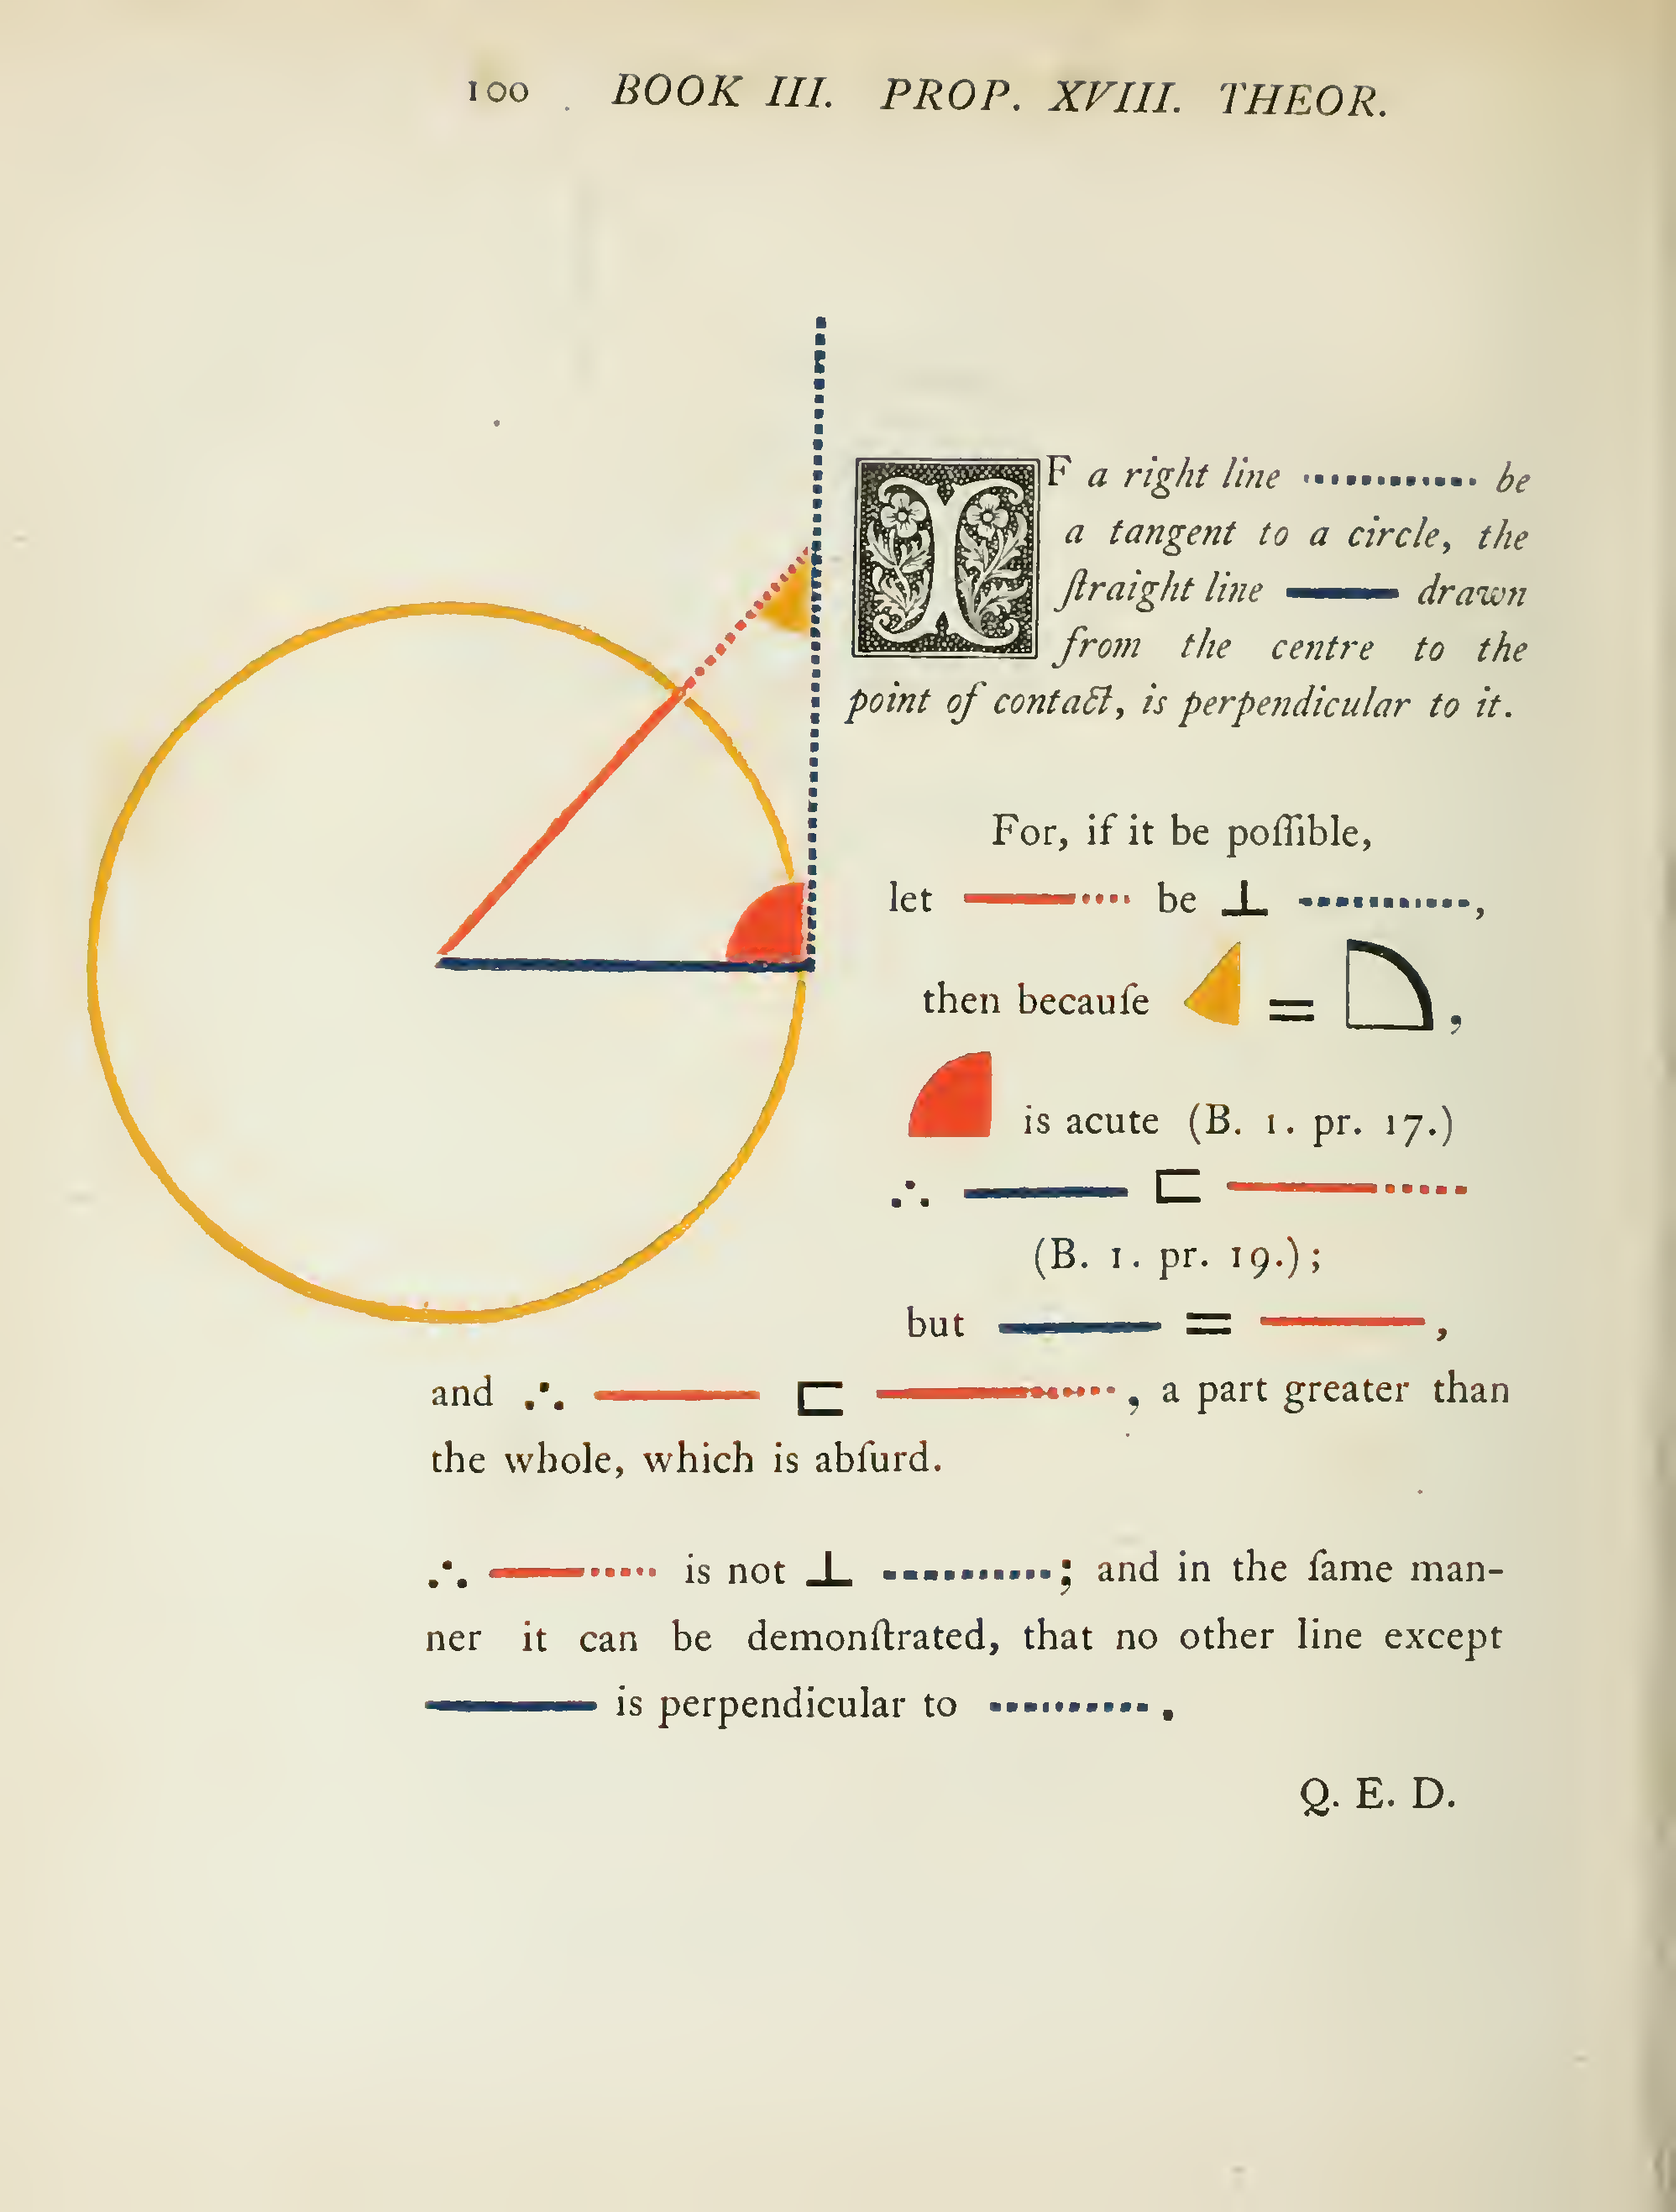 100 BOOK III. PROP. XVIII. THEOR.
IF a right line be
a tangent to a circle, the
ſtraight line drawn
from the centre to the
point of contact, is perpendicular to it.
For, if it be poſſible,
let be ⊥ ,
then becauſe = ,
is acute (B. 1. pr. 17.)
∴ ⊏
(B. 1. pr. 19.);
but = ,
and ∴ ⊏ , a part greater than
the whole, which is abſurd.
∴ is not ⊥ ; and in the ſame man-
ner it can be demonſtrated, that no other line except
is perpendicular to .
Q. E. D.